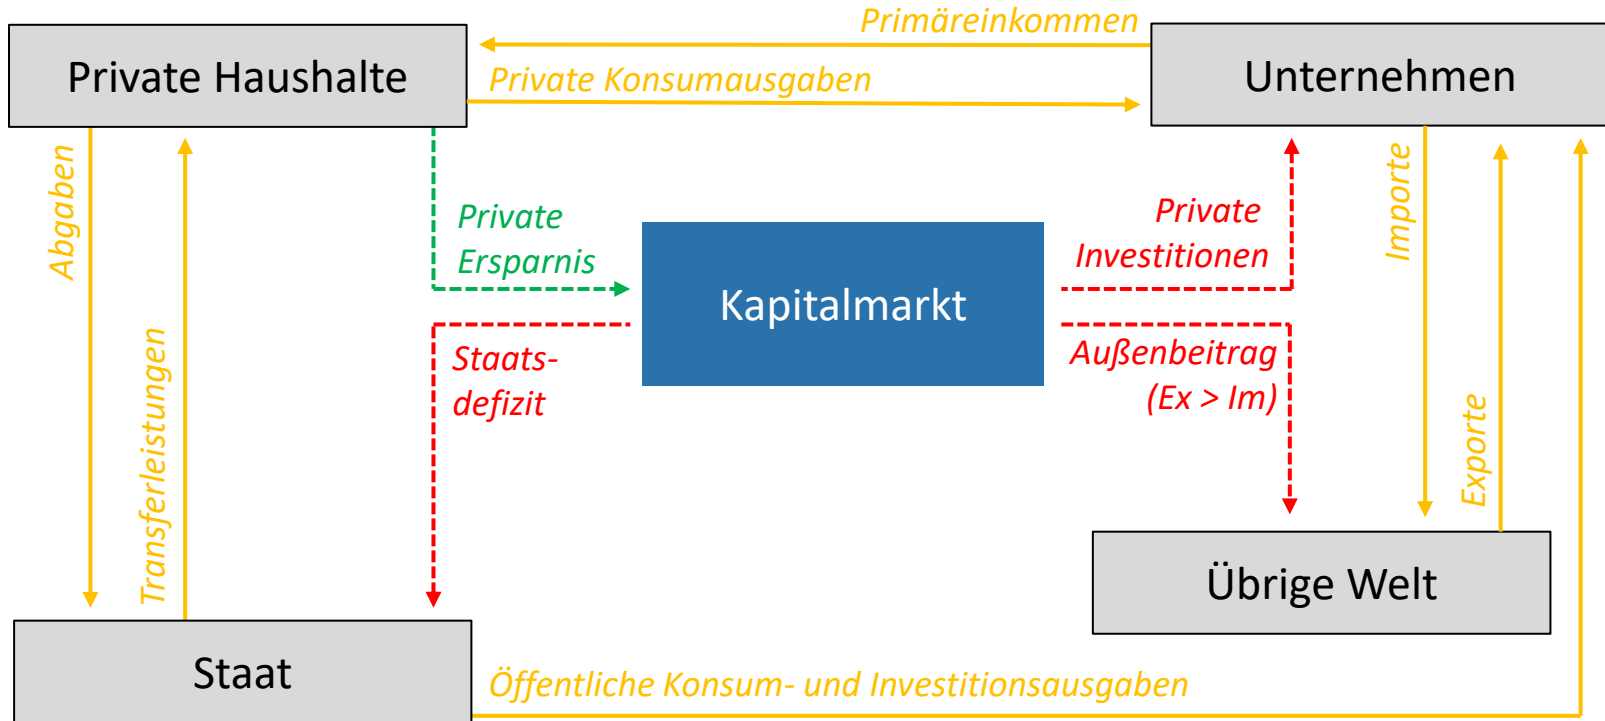 Primäreinkommen
Private Haushalte
Private Konsumausgaben
Unternehmen
Abgaben
Transferleistungen
Private
Ersparnis
Kapitalmarkt
Private
Investitionen
Importe
Exporte
Staats-
defizit
Außenbeitrag
(Ex > Im)
Übrige Welt
Staat
Öffentliche Konsum- und Investitionsausgaben